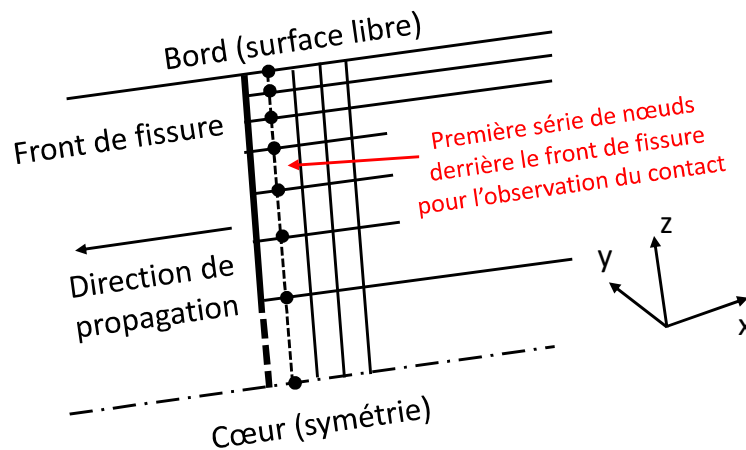 Bord (surface libre)
Front de fissure
Première série de nœuds
derrière le front de fissure
pour l'observation du contact
Direction de
propagation
z
y
x
Cœur (symétrie)